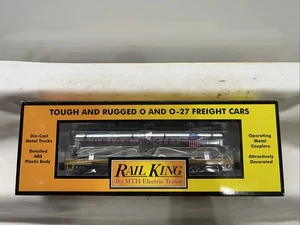 TOUGH AND RUGGED O AND O-27 FREIGHT CARS
Die-Cast
Metal Trucks
Detailed
ABS
Plastic Body
Operating
Metal
Couplers
Attractively
Decorated
RAIL KING
By MTH Electric Trains